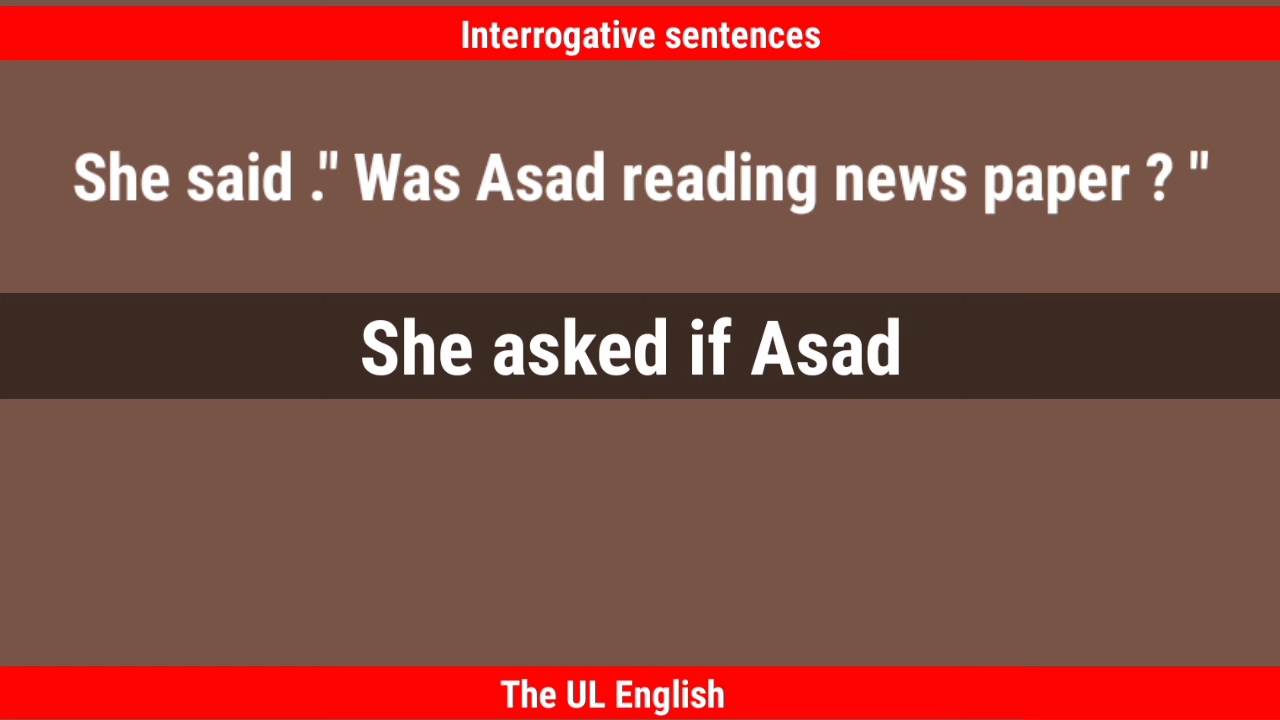 Interrogative sentences
She said ." Was Asad reading news paper ? "
She asked if Asad
The UL English